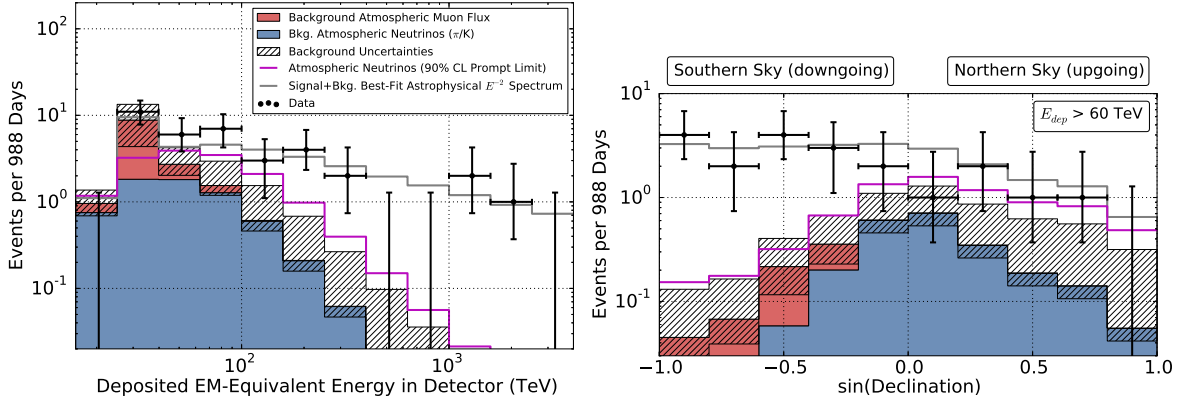 Background Atmospheric Muon Flux
Bkg. Atmospheric Neutrinos (π/K)
Background Uncertainties
Atmospheric Neutrinos (90% CL Prompt Limit)
Signal+Bkg. Best-Fit Astrophysical E⁻² Spectrum
Data
10²
10¹
10⁰
10⁻¹
Events per 988 Days
10²
10³
Deposited EM-Equivalent Energy in Detector (TeV)
Southern Sky (downgoing)
Northern Sky (upgoing)
E_dep > 60 TeV
10¹
10⁰
10⁻¹
Events per 988 Days
−1.0
−0.5
0.0
0.5
1.0
sin(Declination)